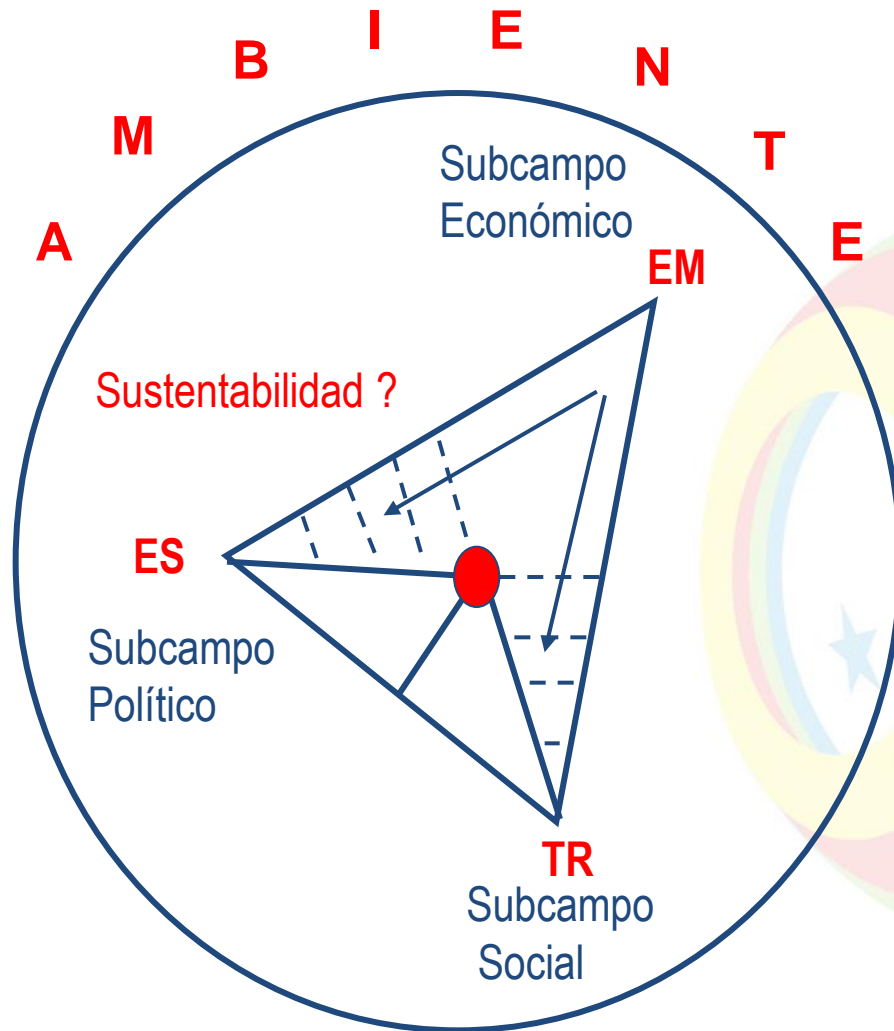 AMBIENTE
Subcampo
Económico
EM
Sustentabilidad ?
ES
Subcampo
Político
TR
Subcampo
Social